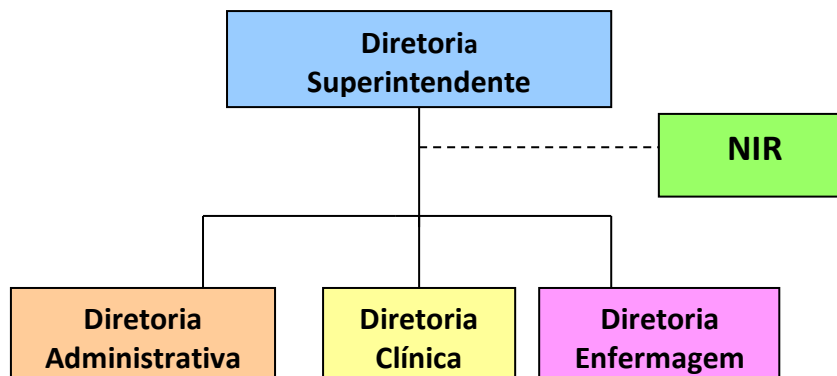 Diretoria
Superintendente
NIR
Diretoria
Administrativa
Diretoria
Clínica
Diretoria
Enfermagem